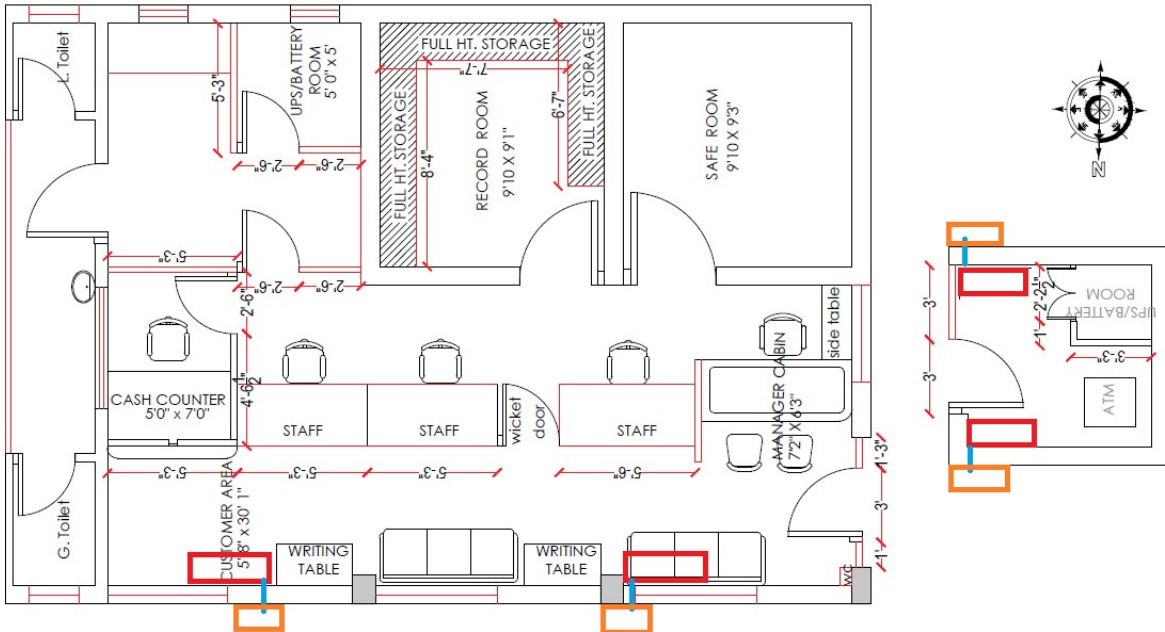 L. Toilet
5'-3"
UPS/BATTERY
ROOM
5' 0" x 5'
2'-6"
2'-6"
FULL HT. STORAGE
7'-7"
FULL HT. STORAGE
8'-4"
RECORD ROOM
9'10 X 9'1"
6'-7"
FULL HT. STORAGE
SAFE ROOM
9'10 X 9'3"
N
5'-3"
2'-6"
2'-6"
2'-6"
4'-6 1/2"
CASH COUNTER
5'0" x 7'0"
STAFF
STAFF
wicket
door
STAFF
MANAGER CABIN
7'2" X 6'3"
side table
5'-3"
5'-3"
5'-3"
5'-6"
1'-3"
3'
1'
G. Toilet
CUSTOMER AREA
5' 8" x 30' 1"
WRITING
TABLE
WRITING
TABLE
WC
3'
3'
2'-2 1/2"
1'
UPS/BATTERY
ROOM
3'-3"
ATM